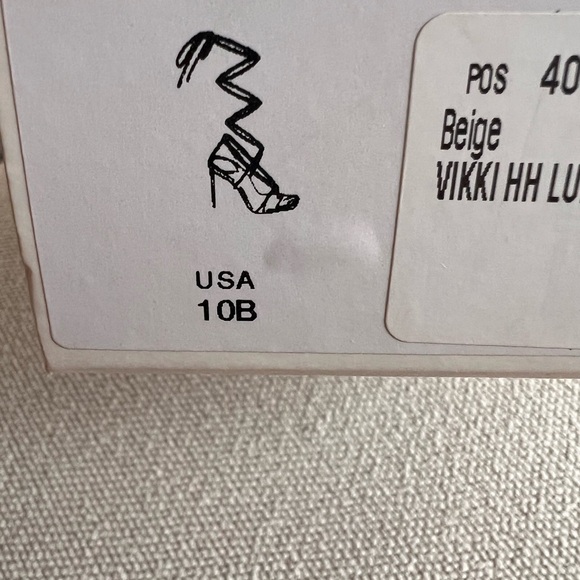 POS 40
Beige
VIKKI HH LU
USA
10B